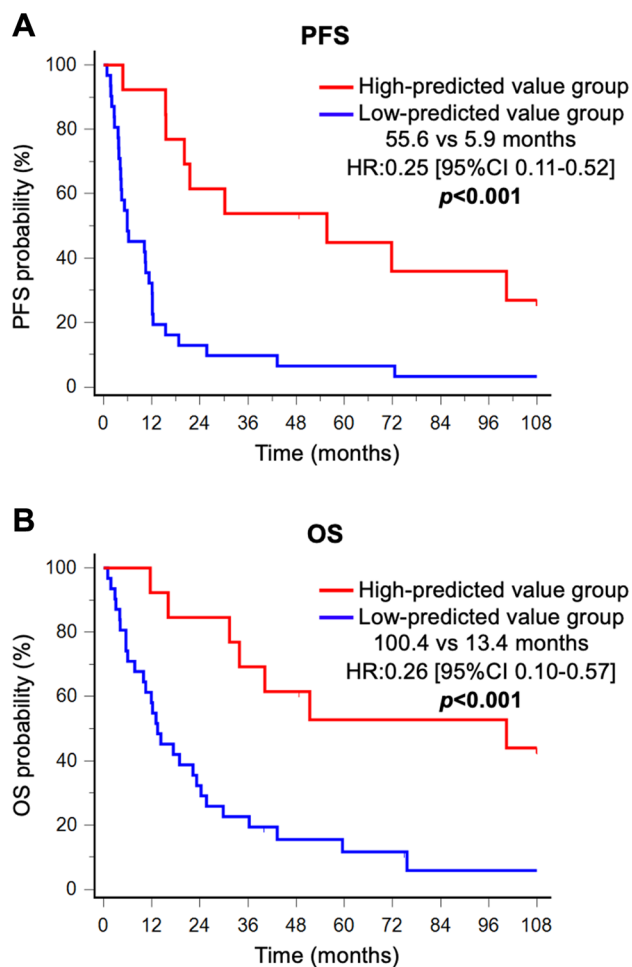 A
PFS
PFS probability (%)
100
80
60
40
20
0
High-predicted value group
Low-predicted value group
55.6 vs 5.9 months
HR:0.25 [95%CI 0.11-0.52]
p<0.001
0 12 24 36 48 60 72 84 96 108
Time (months)
B
OS
OS probability (%)
100
80
60
40
20
0
High-predicted value group
Low-predicted value group
100.4 vs 13.4 months
HR:0.26 [95%CI 0.10-0.57]
p<0.001
0 12 24 36 48 60 72 84 96 108
Time (months)